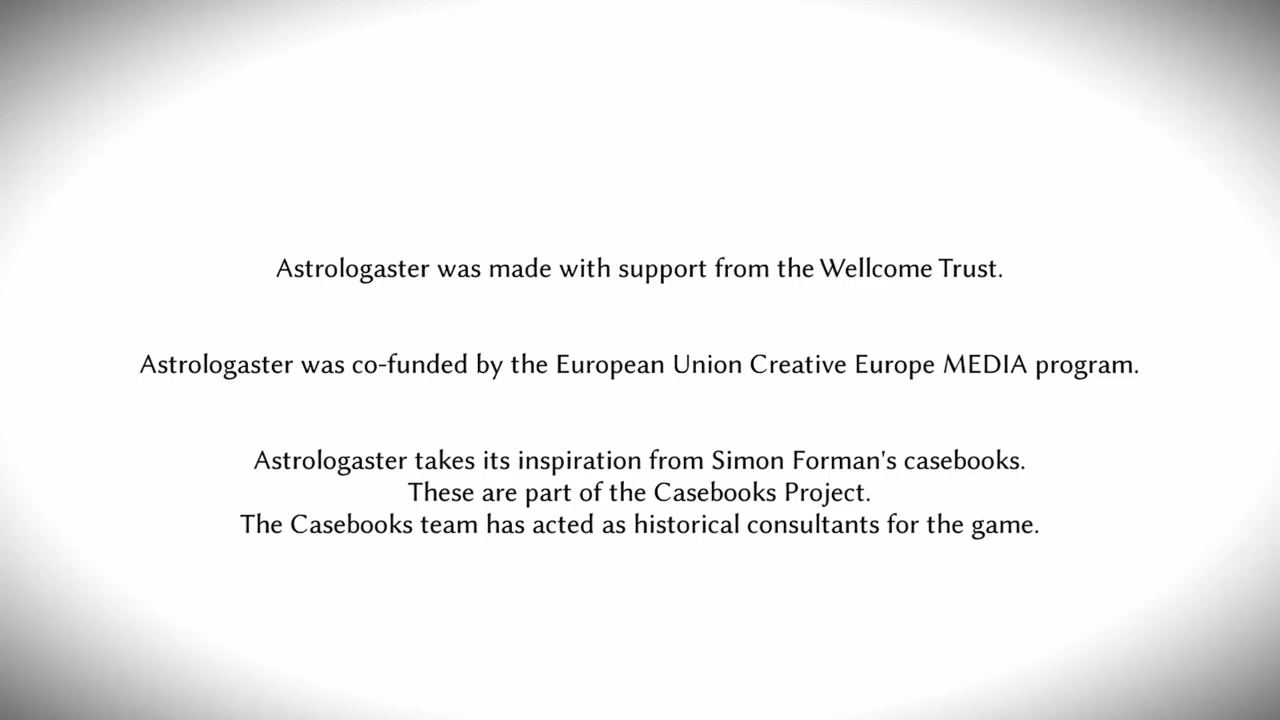 Astrologaster was made with support from the Wellcome Trust.
Astrologaster was co-funded by the European Union Creative Europe MEDIA program.
Astrologaster takes its inspiration from Simon Forman's casebooks.
These are part of the Casebooks Project.
The Casebooks team has acted as historical consultants for the game.